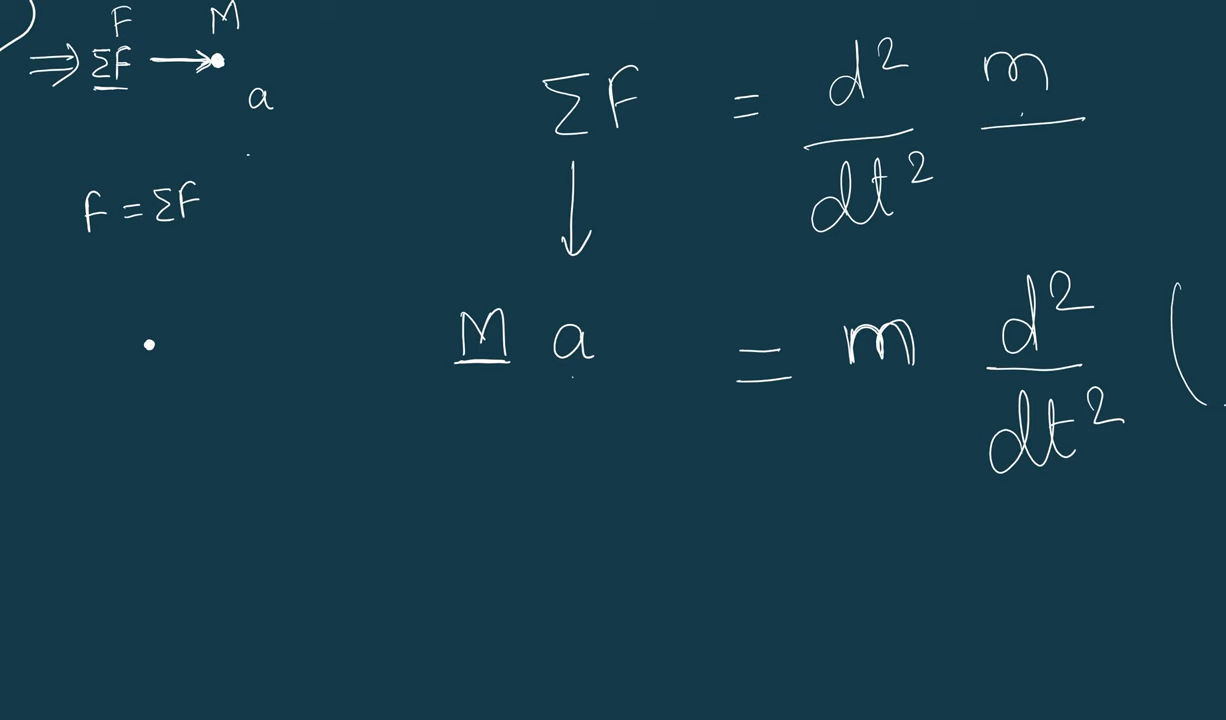 F M
⇒ ΣF → a
F = ΣF
ΣF = d²/dt² m
↓
M a = m d²/dt² (